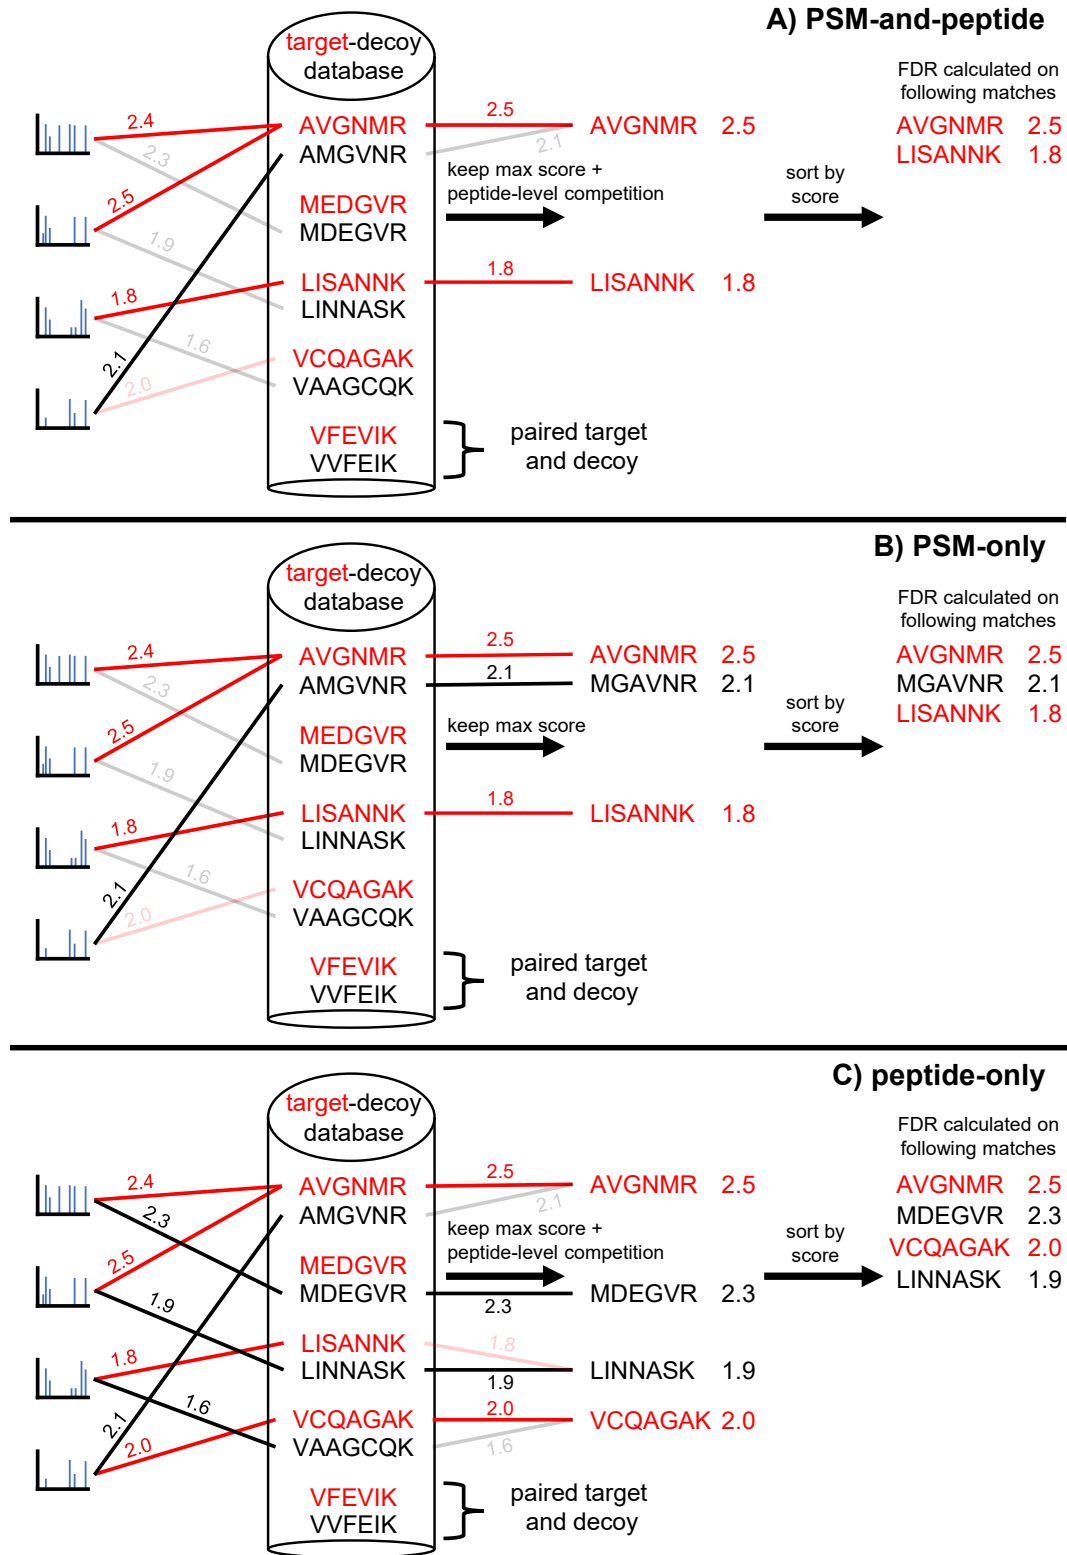 A) PSM-and-peptide
target-decoy
database
FDR calculated on
following matches
2.4
2.3
2.5
1.9
1.8
1.6
2.1
2.0
AVGNMR
AMGVNR
MEDGVR
MDEGVR
LISANNK
LINNASK
VCQAGAK
VAAGCQK
VFEVIK
VVFEIK
paired target
and decoy
2.5
2.1
keep max score +
peptide-level competition
1.8
AVGNMR 2.5
LISANNK 1.8
sort by
score
AVGNMR 2.5
LISANNK 1.8
B) PSM-only
target-decoy
database
FDR calculated on
following matches
2.4
2.3
2.5
1.9
1.8
1.6
2.1
2.0
AVGNMR
AMGVNR
MEDGVR
MDEGVR
LISANNK
LINNASK
VCQAGAK
VAAGCQK
VFEVIK
VVFEIK
paired target
and decoy
2.5
2.1
keep max score
1.8
AVGNMR 2.5
MGAVNR 2.1
LISANNK 1.8
sort by
score
AVGNMR 2.5
MGAVNR 2.1
LISANNK 1.8
C) peptide-only
target-decoy
database
FDR calculated on
following matches
2.4
2.3
2.5
1.9
1.8
1.6
2.1
2.0
AVGNMR
AMGVNR
MEDGVR
MDEGVR
LISANNK
LINNASK
VCQAGAK
VAAGCQK
VFEVIK
VVFEIK
paired target
and decoy
2.5
2.1
keep max score +
peptide-level competition
2.3
1.8
1.9
2.0
1.6
AVGNMR 2.5
MDEGVR 2.3
LINNASK 1.9
VCQAGAK 2.0
sort by
score
AVGNMR 2.5
MDEGVR 2.3
VCQAGAK 2.0
LINNASK 1.9